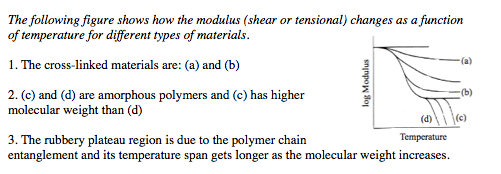 The following figure shows how the modulus (shear or tensional) changes as a function
of temperature for different types of materials.
1. The cross-linked materials are: (a) and (b)
2. (c) and (d) are amorphous polymers and (c) has higher
molecular weight than (d)
3. The rubbery plateau region is due to the polymer chain
entanglement and its temperature span gets longer as the molecular weight increases.
log Modulus
(a)
(b)
(d)
(c)
Temperature